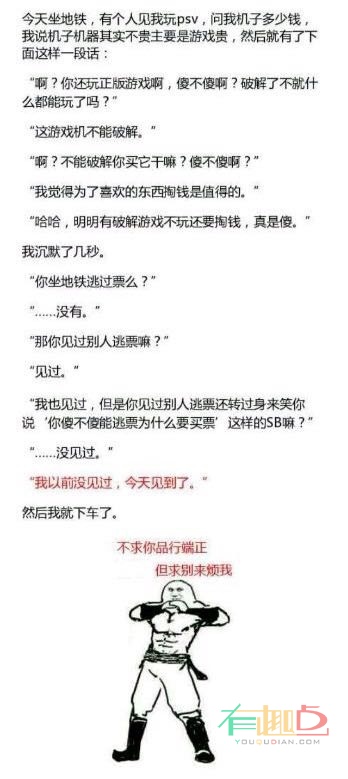 今天坐地铁，有个人见我玩psv，问我机子多少钱，
我说机子机器其实不贵主要是游戏贵，然后就有了下
面这样一段话：
“啊？你还玩正版游戏啊，傻不傻啊？破解了不就什
么都能玩了吗？”
“这游戏机不能破解。”
“啊？不能破解你买它干嘛？傻不傻啊？”
“我觉得为了喜欢的东西掏钱是值得的。”
“哈哈，明明有破解游戏不玩还要掏钱，真是傻。”
我沉默了几秒。
“你坐地铁逃过票么？”
“……没有。”
“那你见过别人逃票嘛？”
“见过。”
“我也见过，但是你见过别人逃票还转过身来笑你
说‘你傻不傻能逃票为什么要买票’这样的SB嘛？”
“……没见过。”
“我以前没见过，今天见到了。”
然后我就下车了。
不求你品行端正
但求别来烦我
有趣点
YOUQUDIAN.COM